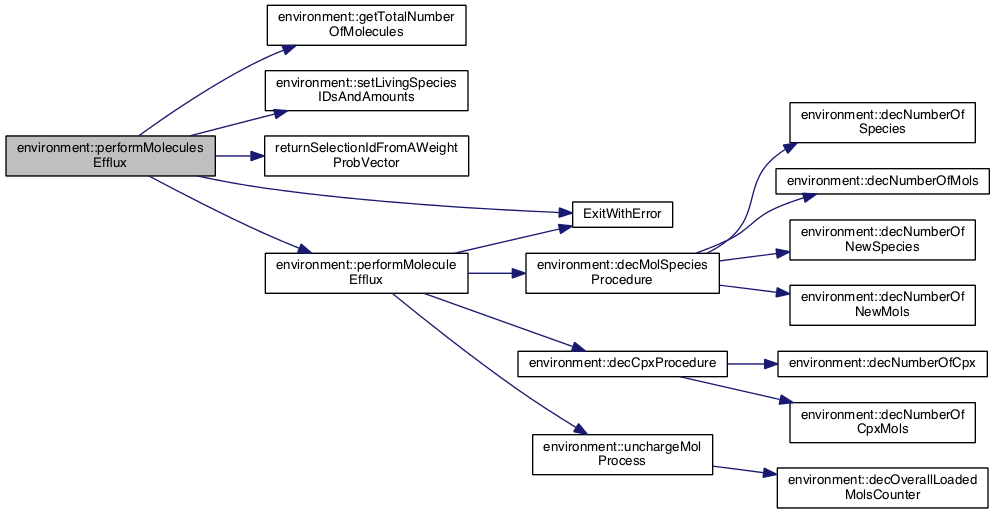 environment::getTotalNumber
OfMolecules
environment::setLivingSpecies
IDsAndAmounts
environment::performMolecules
Efflux
returnSelectionIdFromAWeight
ProbVector
ExitWithError
environment::performMolecule
Efflux
environment::decMolSpecies
Procedure
environment::decNumberOf
Species
environment::decNumberOfMols
environment::decNumberOf
NewSpecies
environment::decNumberOf
NewMols
environment::decCpxProcedure
environment::decNumberOfCpx
environment::decNumberOf
CpxMols
environment::unchargeMol
Process
environment::decOverallLoaded
MolsCounter